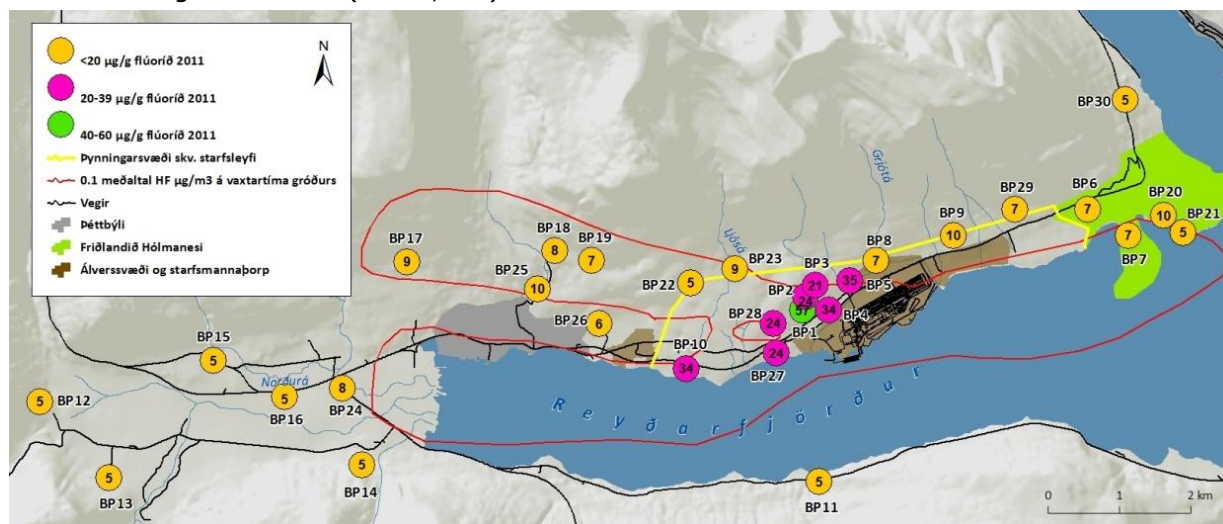 <20 µg/g flúoríð 2011
20-39 µg/g flúoríð 2011
40-60 µg/g flúoríð 2011
Þynningarsvæði skv. starfsleyfi
0.1 meðaltal HF µg/m3 á vaxtartíma gróðurs
Vegir
Þéttbýli
Friðlandið Hólmanesi
Álverssvæði og starfsmannaþorp
N
BP30 5
BP29
7
BP6
7
BP20
10
BP21
5
BP7
7
Grjótá
BP9
10
BP8
7
BP18
8
BP19
7
BP17
9
Ljósá
BP23
9
BP3
21
BP5
35
BP22 5
24
BP25
10
57
BP4
34
BP28
24
BP1
BP26 6
BP27
24
BP10
34
BP15
5
Norðurá
BP24
8
BP16
5
BP12
5
BP13
5
BP14
5
BP11
5
Reyðarfjörður
0 1 2 km